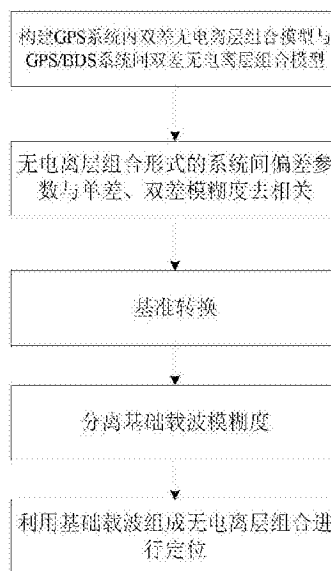 构建GPS系统内双差无电离层组合模型与
GPS/BDS系统间双差无电离层组合模型
无电离层组合形式的系统间偏差参
数与单差、双差模糊度去相关
基准转换
分离基础载波模糊度
利用基础载波组成无电离层组合进
行定位